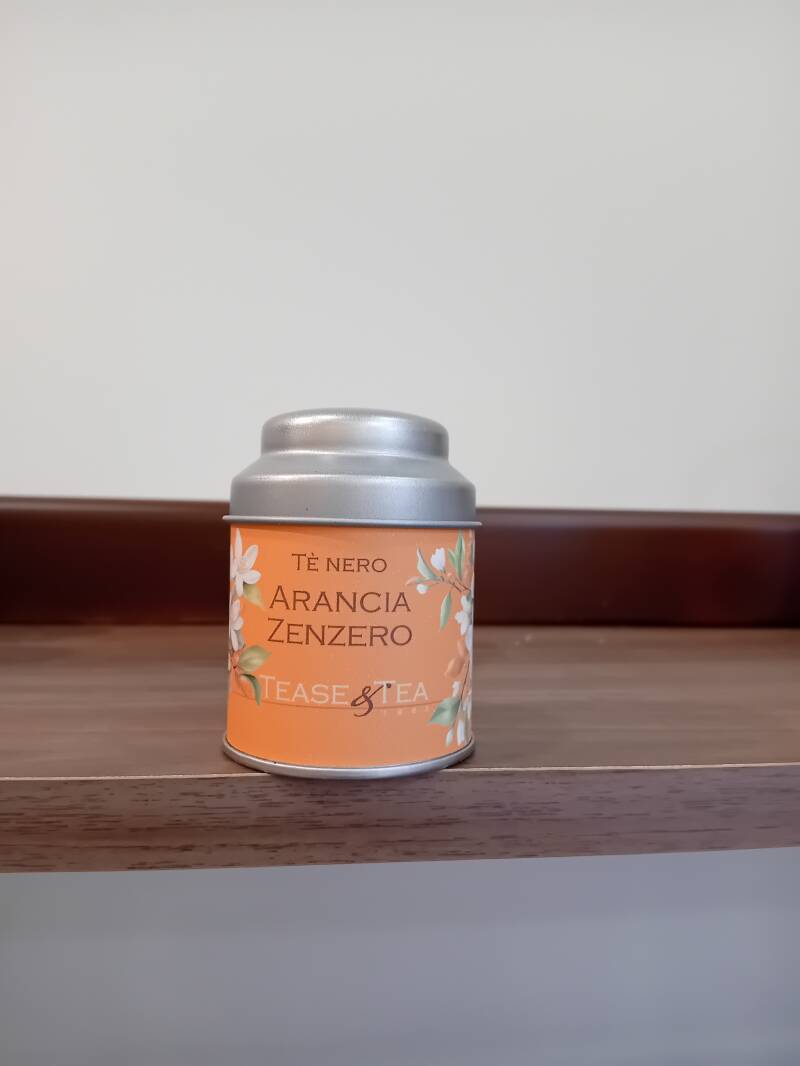 TÈ NERO
ARANCIA
ZENZERO
TEASE & TEA